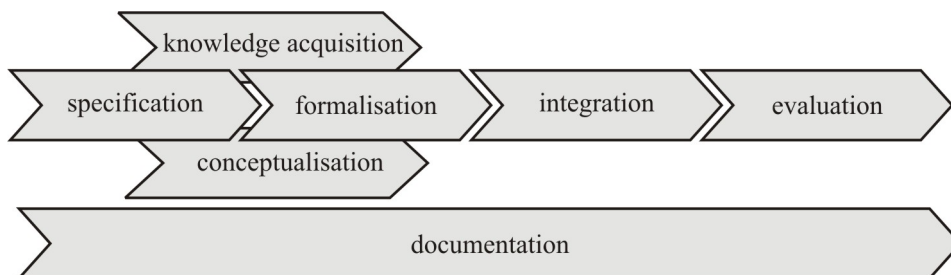 knowledge acquisition
specification
formalisation
integration
evaluation
conceptualisation
documentation